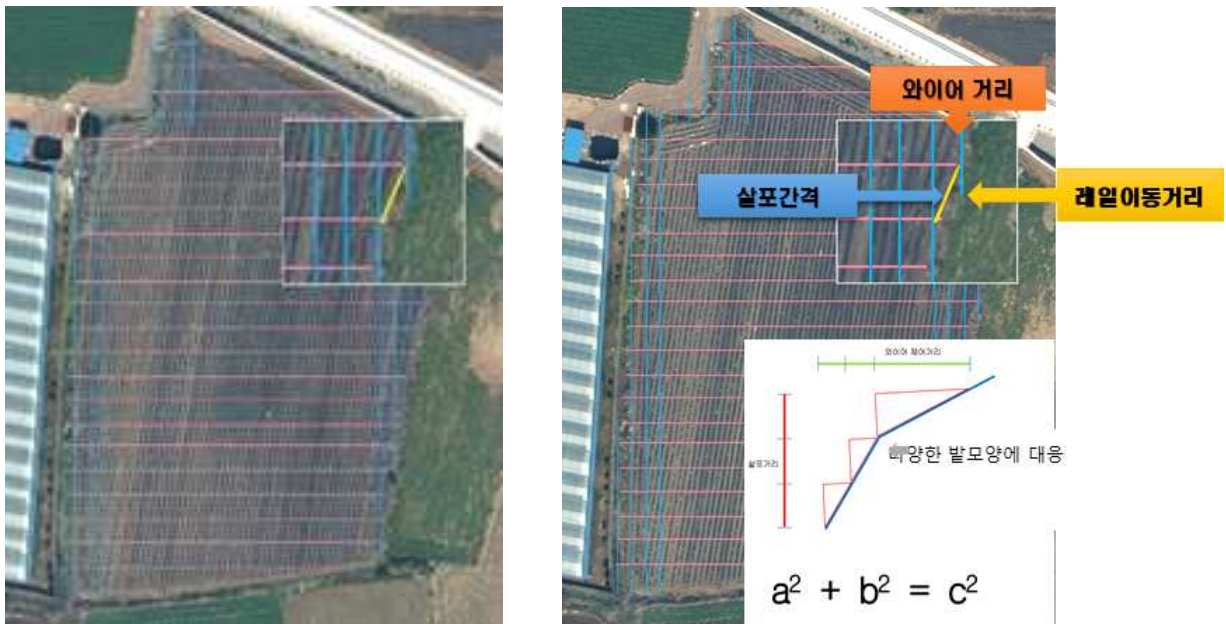 와이어 거리
살포간격
레일이동거리
와이어 제어거리
살포거리
다양한 밭모양에 대응
a² + b² = c²